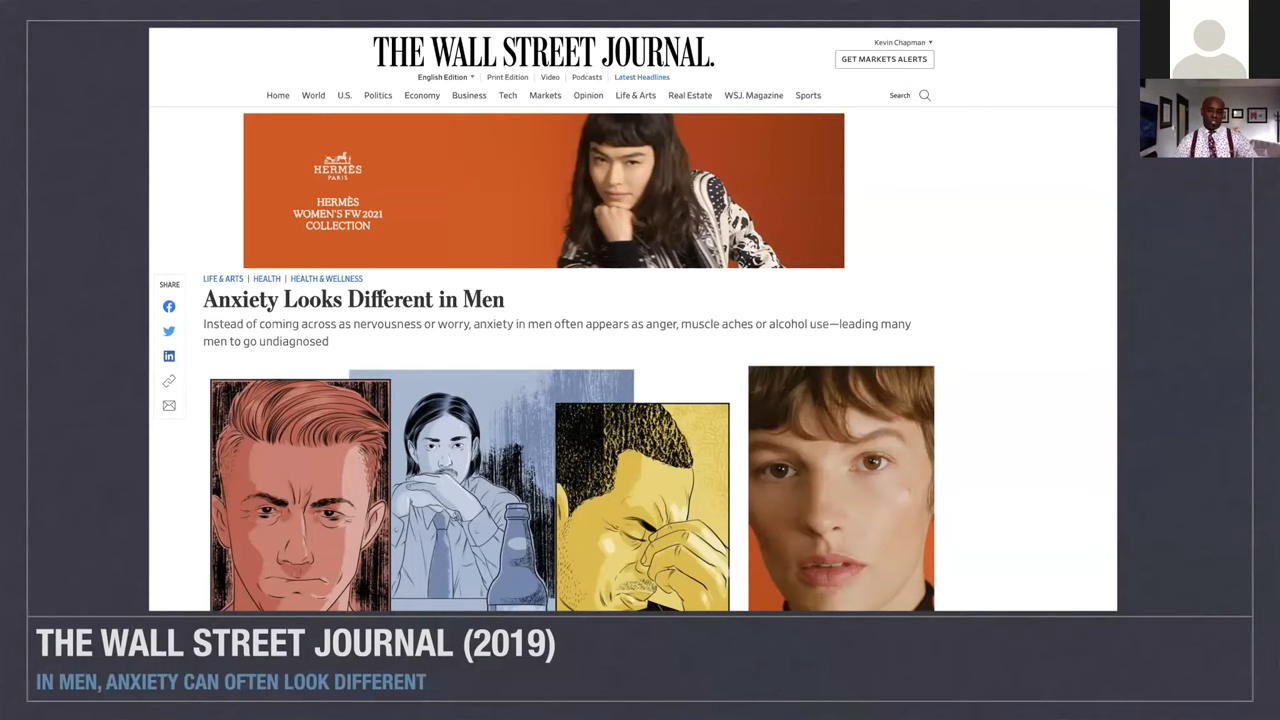 THE WALL STREET JOURNAL.
Kevin Chapman
GET MARKETS ALERTS
English Edition | Print Edition | Video | Podcasts | Latest Headlines
Home World U.S. Politics Economy Business Tech Markets Opinion Life & Arts Real Estate WSJ. Magazine Sports
Search
HERMÈS
PARIS
HERMÈS
WOMEN'S FW 2021
COLLECTION
SHARE
LIFE & ARTS | HEALTH | HEALTH & WELLNESS
Anxiety Looks Different in Men
Instead of coming across as nervousness or worry, anxiety in men often appears as anger, muscle aches or alcohol use—leading many
men to go undiagnosed
THE WALL STREET JOURNAL (2019)
IN MEN, ANXIETY CAN OFTEN LOOK DIFFERENT